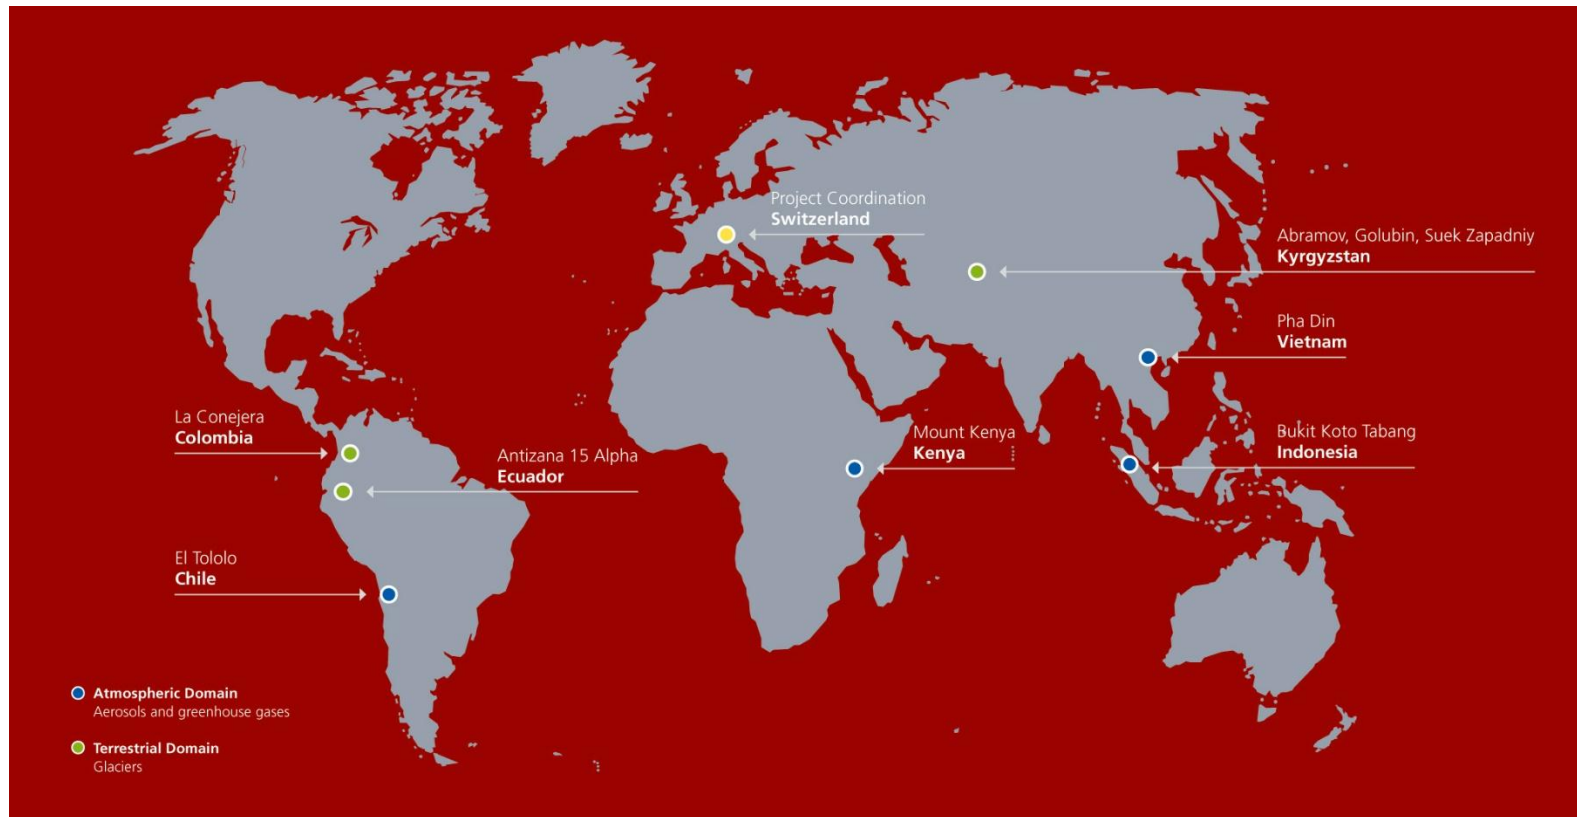 Project Coordination
Switzerland
Abramov, Golubin, Suek Zapadniy
Kyrgyzstan
Pha Din
Vietnam
La Conejera
Colombia
Antizana 15 Alpha
Ecuador
Mount Kenya
Kenya
Bukit Koto Tabang
Indonesia
El Tololo
Chile
Atmospheric Domain
Aerosols and greenhouse gases
Terrestrial Domain
Glaciers